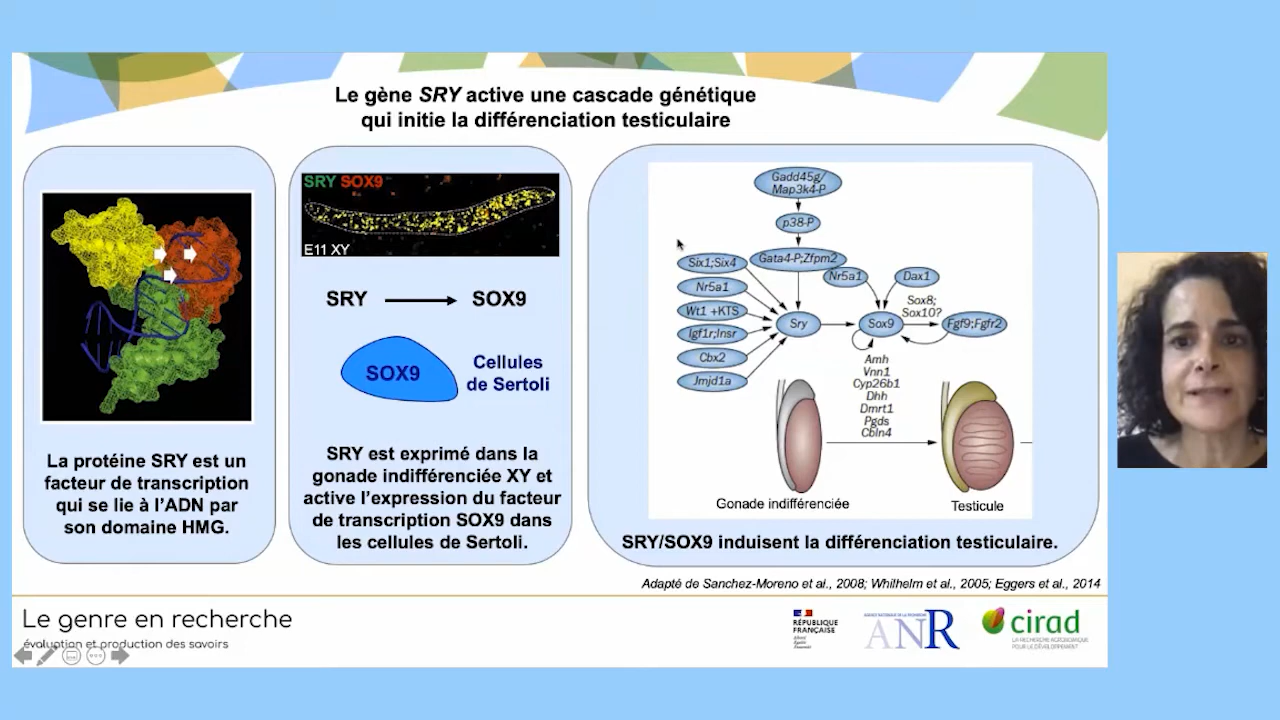 Le gène SRY active une cascade génétique
qui initie la différenciation testiculaire
La protéine SRY est un
facteur de transcription
qui se lie à l'ADN par
son domaine HMG.
SRY SOX9
E11 XY
SRY
SOX9
SOX9
Cellules
de Sertoli
SRY est exprimé dans la
gonade indifférenciée XY et
active l'expression du facteur
de transcription SOX9 dans
les cellules de Sertoli.
Gadd45g/
Map3k4-P
p38-P
Gata4-P;Zfpm2
Six1;Six4
Nr5a1
Wt1 +KTS
Igf1r;Insr
Cbx2
Jmjd1a
Sry
Nr5a1
Dax1
Sox9
Sox8;
Sox10?
Fgf9;Fgfr2
Amh
Vnn1
Cyp26b1
Dhh
Dmrt1
Pgds
Cbln4
Gonade indifférenciée
Testicule
SRY/SOX9 induisent la différenciation testiculaire.
Adapté de Sanchez-Moreno et al., 2008; Whilhelm et al., 2005; Eggers et al., 2014
Le genre en recherche
évaluation et production des savoirs
RÉPUBLIQUE
FRANÇAISE
ANR
cirad
LA RECHERCHE AGRONOMIQUE
POUR LE DÉVELOPPEMENT